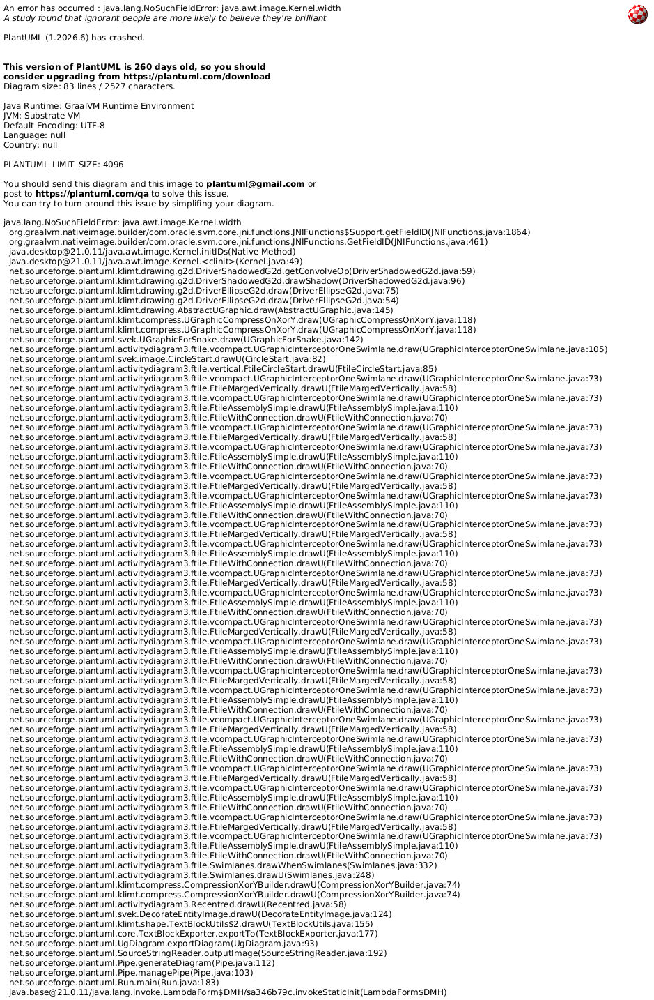 An error has occurred : java.lang.NoSuchFieldError: java.awt.image.Kernel.width
A study found that ignorant people are more likely to believe they're brilliant
PlantUML (1.2026.6) has crashed.
This version of PlantUML is 260 days old, so you should
consider upgrading from https://plantuml.com/download
Diagram size: 83 lines / 2527 characters.
Java Runtime: GraalVM Runtime Environment
JVM: Substrate VM
Default Encoding: UTF-8
Language: null
Country: null
PLANTUML_LIMIT_SIZE: 4096
You should send this diagram and this image to plantuml@gmail.com or
post to https://plantuml.com/qa to solve this issue.
You can try to turn around this issue by simplifing your diagram.
java.lang.NoSuchFieldError: java.awt.image.Kernel.width
org.graalvm.nativeimage.builder/com.oracle.svm.core.jni.functions.JNIFunctions$Support.getFieldID(JNIFunctions.java:1864)
org.graalvm.nativeimage.builder/com.oracle.svm.core.jni.functions.JNIFunctions.GetFieldID(JNIFunctions.java:461)
java.desktop@21.0.11/java.awt.image.Kernel.initIDs(Native Method)
java.desktop@21.0.11/java.awt.image.Kernel.<clinit>(Kernel.java:49)
net.sourceforge.plantuml.klimt.drawing.g2d.DriverShadowedG2d.getConvolveOp(DriverShadowedG2d.java:59)
net.sourceforge.plantuml.klimt.drawing.g2d.DriverShadowedG2d.drawShadow(DriverShadowedG2d.java:96)
net.sourceforge.plantuml.klimt.drawing.g2d.DriverEllipseG2d.draw(DriverEllipseG2d.java:75)
net.sourceforge.plantuml.klimt.drawing.g2d.DriverEllipseG2d.draw(DriverEllipseG2d.java:54)
net.sourceforge.plantuml.klimt.drawing.AbstractUGraphic.draw(AbstractUGraphic.java:145)
net.sourceforge.plantuml.klimt.compress.UGraphicCompressOnXorY.draw(UGraphicCompressOnXorY.java:118)
net.sourceforge.plantuml.klimt.compress.UGraphicCompressOnXorY.draw(UGraphicCompressOnXorY.java:118)
net.sourceforge.plantuml.svek.UGraphicForSnake.draw(UGraphicForSnake.java:142)
net.sourceforge.plantuml.activitydiagram3.ftile.vcompact.UGraphicInterceptorOneSwimlane.draw(UGraphicInterceptorOneSwimlane.java:105)
net.sourceforge.plantuml.svek.image.CircleStart.drawU(CircleStart.java:82)
net.sourceforge.plantuml.activitydiagram3.ftile.vertical.FtileCircleStart.drawU(FtileCircleStart.java:85)
net.sourceforge.plantuml.activitydiagram3.ftile.vcompact.UGraphicInterceptorOneSwimlane.draw(UGraphicInterceptorOneSwimlane.java:73)
net.sourceforge.plantuml.activitydiagram3.ftile.FtileMargedVertically.drawU(FtileMargedVertically.java:58)
net.sourceforge.plantuml.activitydiagram3.ftile.vcompact.UGraphicInterceptorOneSwimlane.draw(UGraphicInterceptorOneSwimlane.java:73)
net.sourceforge.plantuml.activitydiagram3.ftile.FtileAssemblySimple.drawU(FtileAssemblySimple.java:110)
net.sourceforge.plantuml.activitydiagram3.ftile.FtileWithConnection.drawU(FtileWithConnection.java:70)
net.sourceforge.plantuml.activitydiagram3.ftile.vcompact.UGraphicInterceptorOneSwimlane.draw(UGraphicInterceptorOneSwimlane.java:73)
net.sourceforge.plantuml.activitydiagram3.ftile.FtileMargedVertically.drawU(FtileMargedVertically.java:58)
net.sourceforge.plantuml.activitydiagram3.ftile.vcompact.UGraphicInterceptorOneSwimlane.draw(UGraphicInterceptorOneSwimlane.java:73)
net.sourceforge.plantuml.activitydiagram3.ftile.FtileAssemblySimple.drawU(FtileAssemblySimple.java:110)
net.sourceforge.plantuml.activitydiagram3.ftile.FtileWithConnection.drawU(FtileWithConnection.java:70)
net.sourceforge.plantuml.activitydiagram3.ftile.vcompact.UGraphicInterceptorOneSwimlane.draw(UGraphicInterceptorOneSwimlane.java:73)
net.sourceforge.plantuml.activitydiagram3.ftile.FtileMargedVertically.drawU(FtileMargedVertically.java:58)
net.sourceforge.plantuml.activitydiagram3.ftile.vcompact.UGraphicInterceptorOneSwimlane.draw(UGraphicInterceptorOneSwimlane.java:73)
net.sourceforge.plantuml.activitydiagram3.ftile.FtileAssemblySimple.drawU(FtileAssemblySimple.java:110)
net.sourceforge.plantuml.activitydiagram3.ftile.FtileWithConnection.drawU(FtileWithConnection.java:70)
net.sourceforge.plantuml.activitydiagram3.ftile.vcompact.UGraphicInterceptorOneSwimlane.draw(UGraphicInterceptorOneSwimlane.java:73)
net.sourceforge.plantuml.activitydiagram3.ftile.FtileMargedVertically.drawU(FtileMargedVertically.java:58)
net.sourceforge.plantuml.activitydiagram3.ftile.vcompact.UGraphicInterceptorOneSwimlane.draw(UGraphicInterceptorOneSwimlane.java:73)
net.sourceforge.plantuml.activitydiagram3.ftile.FtileAssemblySimple.drawU(FtileAssemblySimple.java:110)
net.sourceforge.plantuml.activitydiagram3.ftile.FtileWithConnection.drawU(FtileWithConnection.java:70)
net.sourceforge.plantuml.activitydiagram3.ftile.vcompact.UGraphicInterceptorOneSwimlane.draw(UGraphicInterceptorOneSwimlane.java:73)
net.sourceforge.plantuml.activitydiagram3.ftile.FtileMargedVertically.drawU(FtileMargedVertically.java:58)
net.sourceforge.plantuml.activitydiagram3.ftile.vcompact.UGraphicInterceptorOneSwimlane.draw(UGraphicInterceptorOneSwimlane.java:73)
net.sourceforge.plantuml.activitydiagram3.ftile.FtileAssemblySimple.drawU(FtileAssemblySimple.java:110)
net.sourceforge.plantuml.activitydiagram3.ftile.FtileWithConnection.drawU(FtileWithConnection.java:70)
net.sourceforge.plantuml.activitydiagram3.ftile.vcompact.UGraphicInterceptorOneSwimlane.draw(UGraphicInterceptorOneSwimlane.java:73)
net.sourceforge.plantuml.activitydiagram3.ftile.FtileMargedVertically.drawU(FtileMargedVertically.java:58)
net.sourceforge.plantuml.activitydiagram3.ftile.vcompact.UGraphicInterceptorOneSwimlane.draw(UGraphicInterceptorOneSwimlane.java:73)
net.sourceforge.plantuml.activitydiagram3.ftile.FtileAssemblySimple.drawU(FtileAssemblySimple.java:110)
net.sourceforge.plantuml.activitydiagram3.ftile.FtileWithConnection.drawU(FtileWithConnection.java:70)
net.sourceforge.plantuml.activitydiagram3.ftile.vcompact.UGraphicInterceptorOneSwimlane.draw(UGraphicInterceptorOneSwimlane.java:73)
net.sourceforge.plantuml.activitydiagram3.ftile.FtileMargedVertically.drawU(FtileMargedVertically.java:58)
net.sourceforge.plantuml.activitydiagram3.ftile.vcompact.UGraphicInterceptorOneSwimlane.draw(UGraphicInterceptorOneSwimlane.java:73)
net.sourceforge.plantuml.activitydiagram3.ftile.FtileAssemblySimple.drawU(FtileAssemblySimple.java:110)
net.sourceforge.plantuml.activitydiagram3.ftile.FtileWithConnection.drawU(FtileWithConnection.java:70)
net.sourceforge.plantuml.activitydiagram3.ftile.vcompact.UGraphicInterceptorOneSwimlane.draw(UGraphicInterceptorOneSwimlane.java:73)
net.sourceforge.plantuml.activitydiagram3.ftile.FtileMargedVertically.drawU(FtileMargedVertically.java:58)
net.sourceforge.plantuml.activitydiagram3.ftile.vcompact.UGraphicInterceptorOneSwimlane.draw(UGraphicInterceptorOneSwimlane.java:73)
net.sourceforge.plantuml.activitydiagram3.ftile.FtileAssemblySimple.drawU(FtileAssemblySimple.java:110)
net.sourceforge.plantuml.activitydiagram3.ftile.FtileWithConnection.drawU(FtileWithConnection.java:70)
net.sourceforge.plantuml.activitydiagram3.ftile.vcompact.UGraphicInterceptorOneSwimlane.draw(UGraphicInterceptorOneSwimlane.java:73)
net.sourceforge.plantuml.activitydiagram3.ftile.FtileMargedVertically.drawU(FtileMargedVertically.java:58)
net.sourceforge.plantuml.activitydiagram3.ftile.vcompact.UGraphicInterceptorOneSwimlane.draw(UGraphicInterceptorOneSwimlane.java:73)
net.sourceforge.plantuml.activitydiagram3.ftile.FtileAssemblySimple.drawU(FtileAssemblySimple.java:110)
net.sourceforge.plantuml.activitydiagram3.ftile.FtileWithConnection.drawU(FtileWithConnection.java:70)
net.sourceforge.plantuml.activitydiagram3.ftile.vcompact.UGraphicInterceptorOneSwimlane.draw(UGraphicInterceptorOneSwimlane.java:73)
net.sourceforge.plantuml.activitydiagram3.ftile.FtileMargedVertically.drawU(FtileMargedVertically.java:58)
net.sourceforge.plantuml.activitydiagram3.ftile.vcompact.UGraphicInterceptorOneSwimlane.draw(UGraphicInterceptorOneSwimlane.java:73)
net.sourceforge.plantuml.activitydiagram3.ftile.FtileAssemblySimple.drawU(FtileAssemblySimple.java:110)
net.sourceforge.plantuml.activitydiagram3.ftile.FtileWithConnection.drawU(FtileWithConnection.java:70)
net.sourceforge.plantuml.activitydiagram3.ftile.Swimlanes.drawWhenSwimlanes(Swimlanes.java:332)
net.sourceforge.plantuml.activitydiagram3.ftile.Swimlanes.drawU(Swimlanes.java:248)
net.sourceforge.plantuml.klimt.compress.CompressionXorYBuilder.drawU(CompressionXorYBuilder.java:74)
net.sourceforge.plantuml.klimt.compress.CompressionXorYBuilder.drawU(CompressionXorYBuilder.java:74)
net.sourceforge.plantuml.activitydiagram3.Recentred.drawU(Recentred.java:58)
net.sourceforge.plantuml.svek.DecorateEntityImage.drawU(DecorateEntityImage.java:124)
net.sourceforge.plantuml.klimt.shape.TextBlockUtils$2.drawU(TextBlockUtils.java:155)
net.sourceforge.plantuml.core.TextBlockExporter.exportTo(TextBlockExporter.java:177)
net.sourceforge.plantuml.UgDiagram.exportDiagram(UgDiagram.java:93)
net.sourceforge.plantuml.SourceStringReader.outputImage(SourceStringReader.java:192)
net.sourceforge.plantuml.Pipe.generateDiagram(Pipe.java:112)
net.sourceforge.plantuml.Pipe.managePipe(Pipe.java:103)
net.sourceforge.plantuml.Run.main(Run.java:183)
java.base@21.0.11/java.lang.invoke.LambdaForm$DMH/sa346b79c.invokeStaticInit(LambdaForm$DMH)